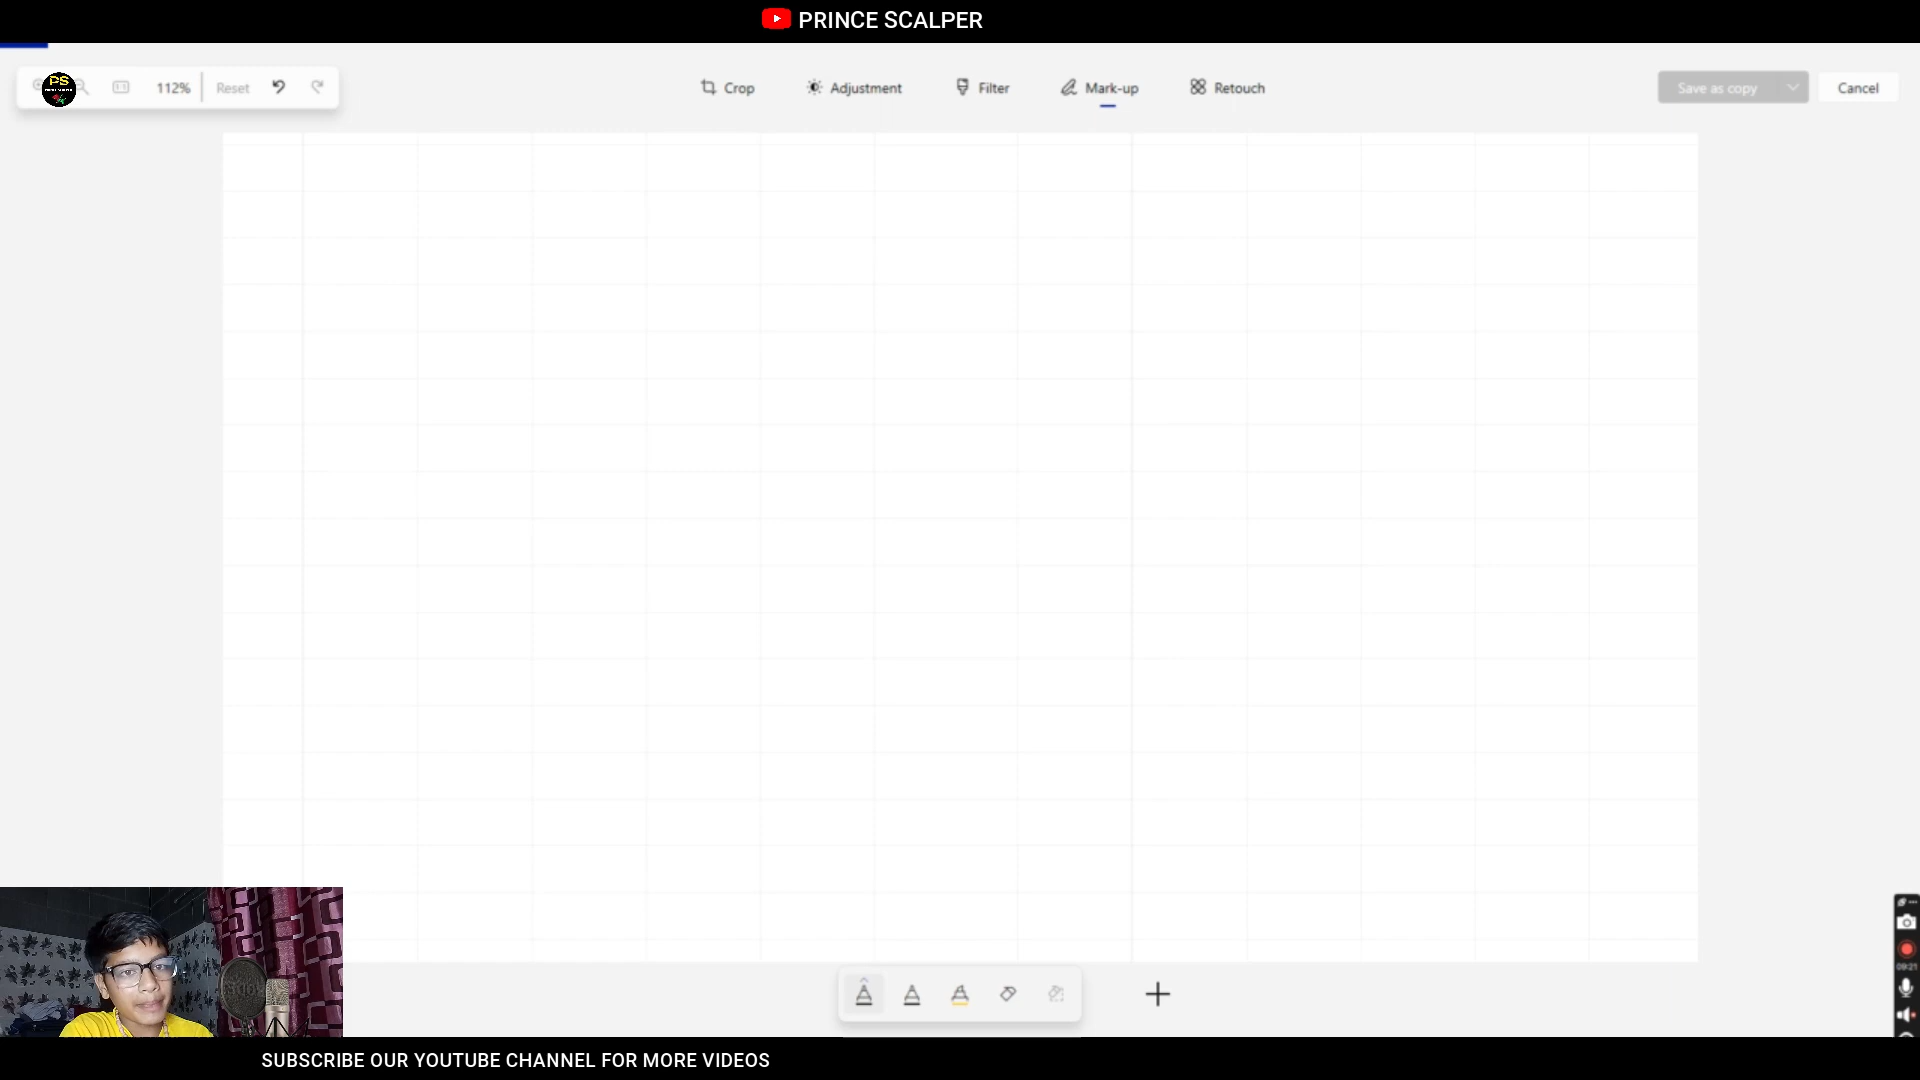 PRINCE SCALPER
PS
112%
Reset
Crop
Adjustment
Filter
Mark-up
Retouch
Save as copy
Cancel
SUBSCRIBE OUR YOUTUBE CHANNEL FOR MORE VIDEOS